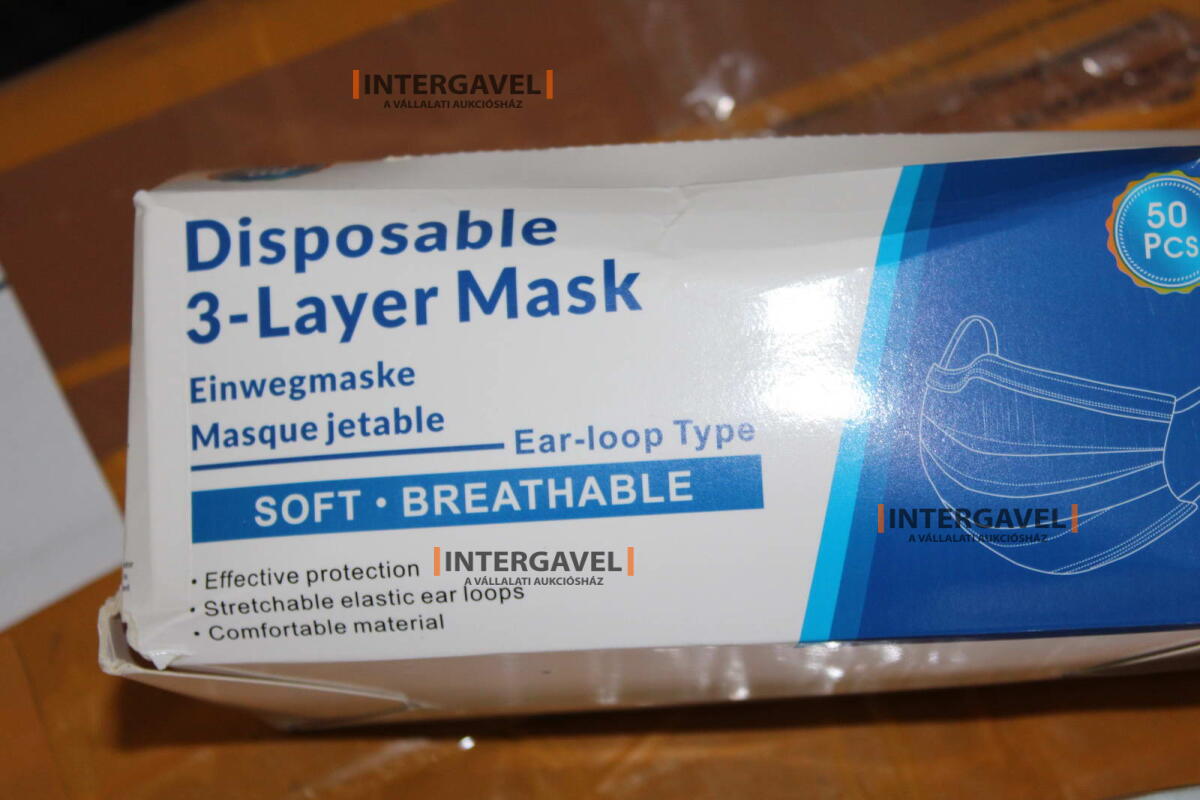 INTERGAVEL
A VÁLLALATI AUKCIÓSHÁZ
Disposable
3-Layer Mask
Einwegmaske
Masque jetable
Ear-loop Type
SOFT • BREATHABLE
• Effective protection
• Stretchable elastic ear loops
• Comfortable material
50
Pcs
INTERGAVEL
A VÁLLALATI AUKCIÓSHÁZ
INTERGAVEL
A VÁLLALATI AUKCIÓSHÁZ